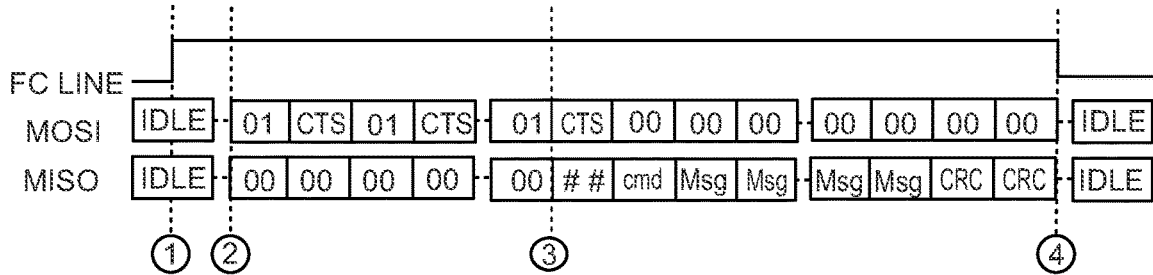 FC LINE
MOSI IDLE 01 CTS 01 CTS 01 CTS 00 00 00 00 00 00 00 IDLE
MISO IDLE 00 00 00 00 00 ## cmd Msg Msg Msg Msg CRC CRC IDLE
1 2 3 4